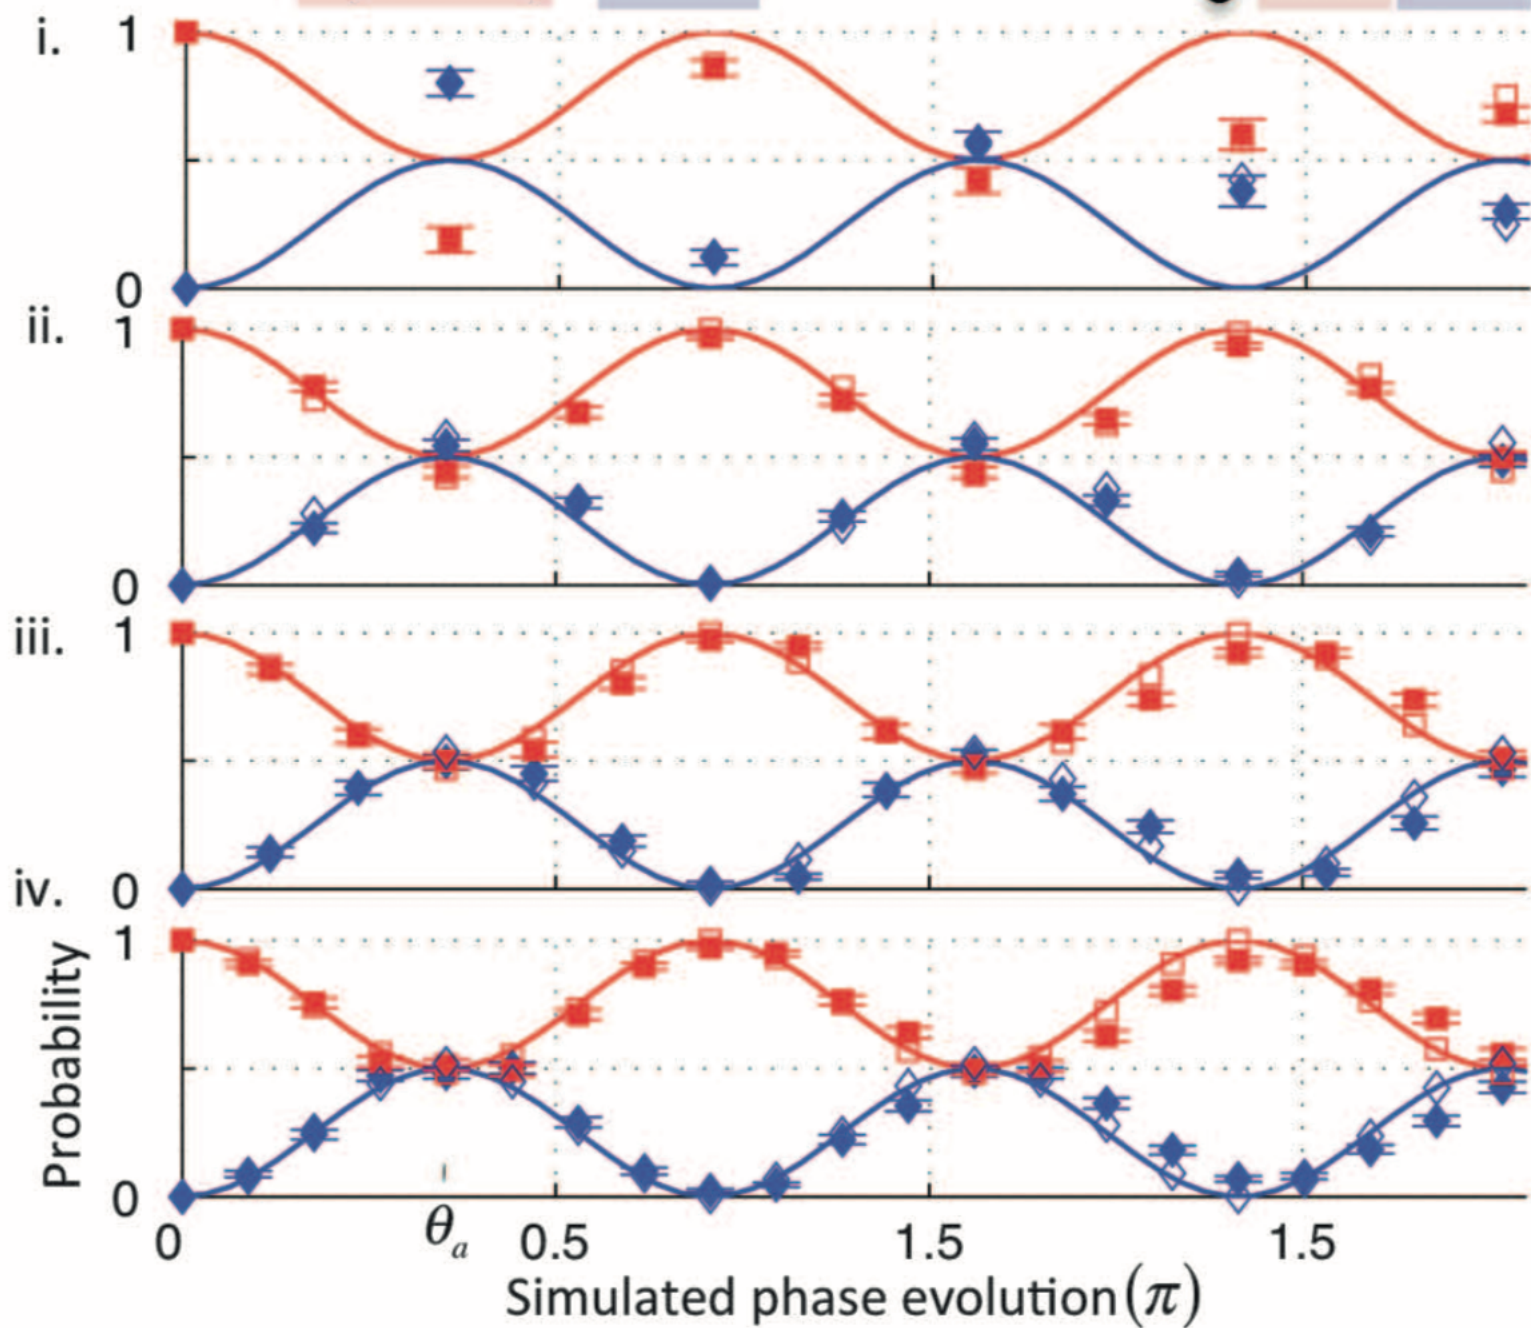 i.
1
0
ii.
1
0
iii.
1
0
iv.
1
0
Probability
0 θa 0.5 1.5 1.5
Simulated phase evolution (π)